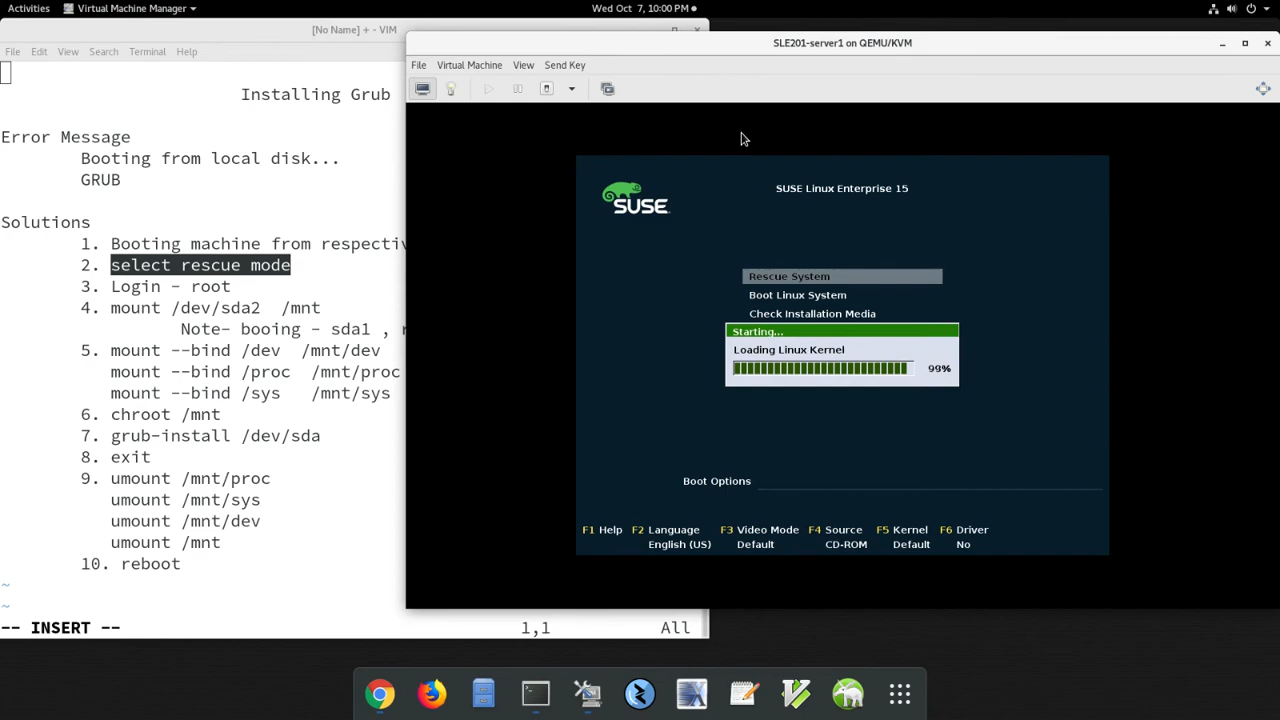 Activities
Virtual Machine Manager
Wed Oct 7, 10:00 PM
[No Name] + - VIM
File Edit View Search Terminal Help
Installing Grub
Error Message
Booting from local disk...
GRUB
Solutions
1. Booting machine from respectiv
2. select rescue mode
3. Login - root
4. mount /dev/sda2 /mnt
Note- booing - sda1 , r
5. mount --bind /dev /mnt/dev
mount --bind /proc /mnt/proc
mount --bind /sys /mnt/sys
6. chroot /mnt
7. grub-install /dev/sda
8. exit
9. umount /mnt/proc
umount /mnt/sys
umount /mnt/dev
umount /mnt
10. reboot
~
~
-- INSERT -- 1,1 All
SLE201-server1 on QEMU/KVM
File Virtual Machine View Send Key
SUSE
SUSE Linux Enterprise 15
Rescue System
Boot Linux System
Check Installation Media
Starting...
Loading Linux Kernel
98%
Boot Options
F1 Help F2 Language F3 Video Mode F4 Source F5 Kernel F6 Driver
English (US) Default CD-ROM Default No